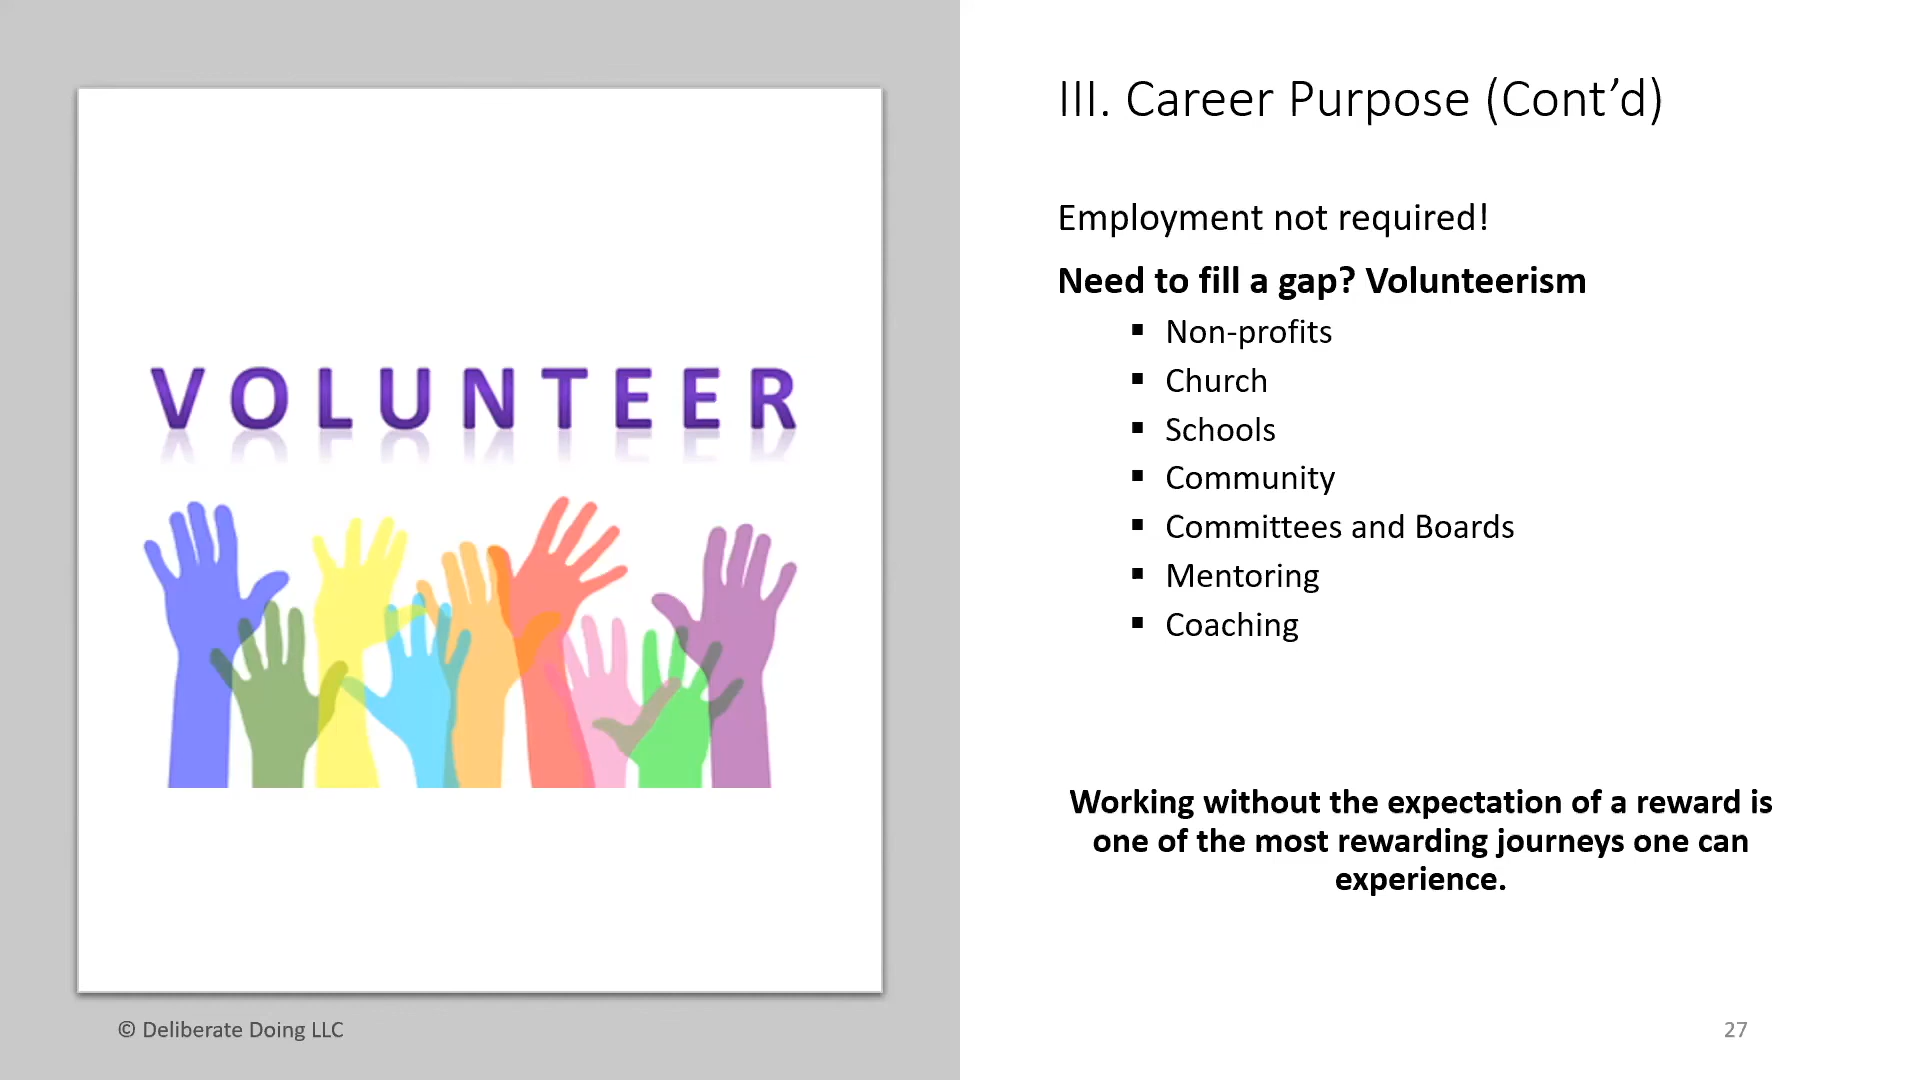 VOLUNTEER
© Deliberate Doing LLC
III. Career Purpose (Cont’d)
Employment not required!
Need to fill a gap? Volunteerism
▪ Non-profits
▪ Church
▪ Schools
▪ Community
▪ Committees and Boards
▪ Mentoring
▪ Coaching
Working without the expectation of a reward is
one of the most rewarding journeys one can
experience.
27